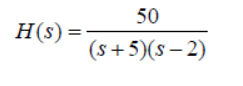 H(s) = 50 / ((s+5)(s−2))